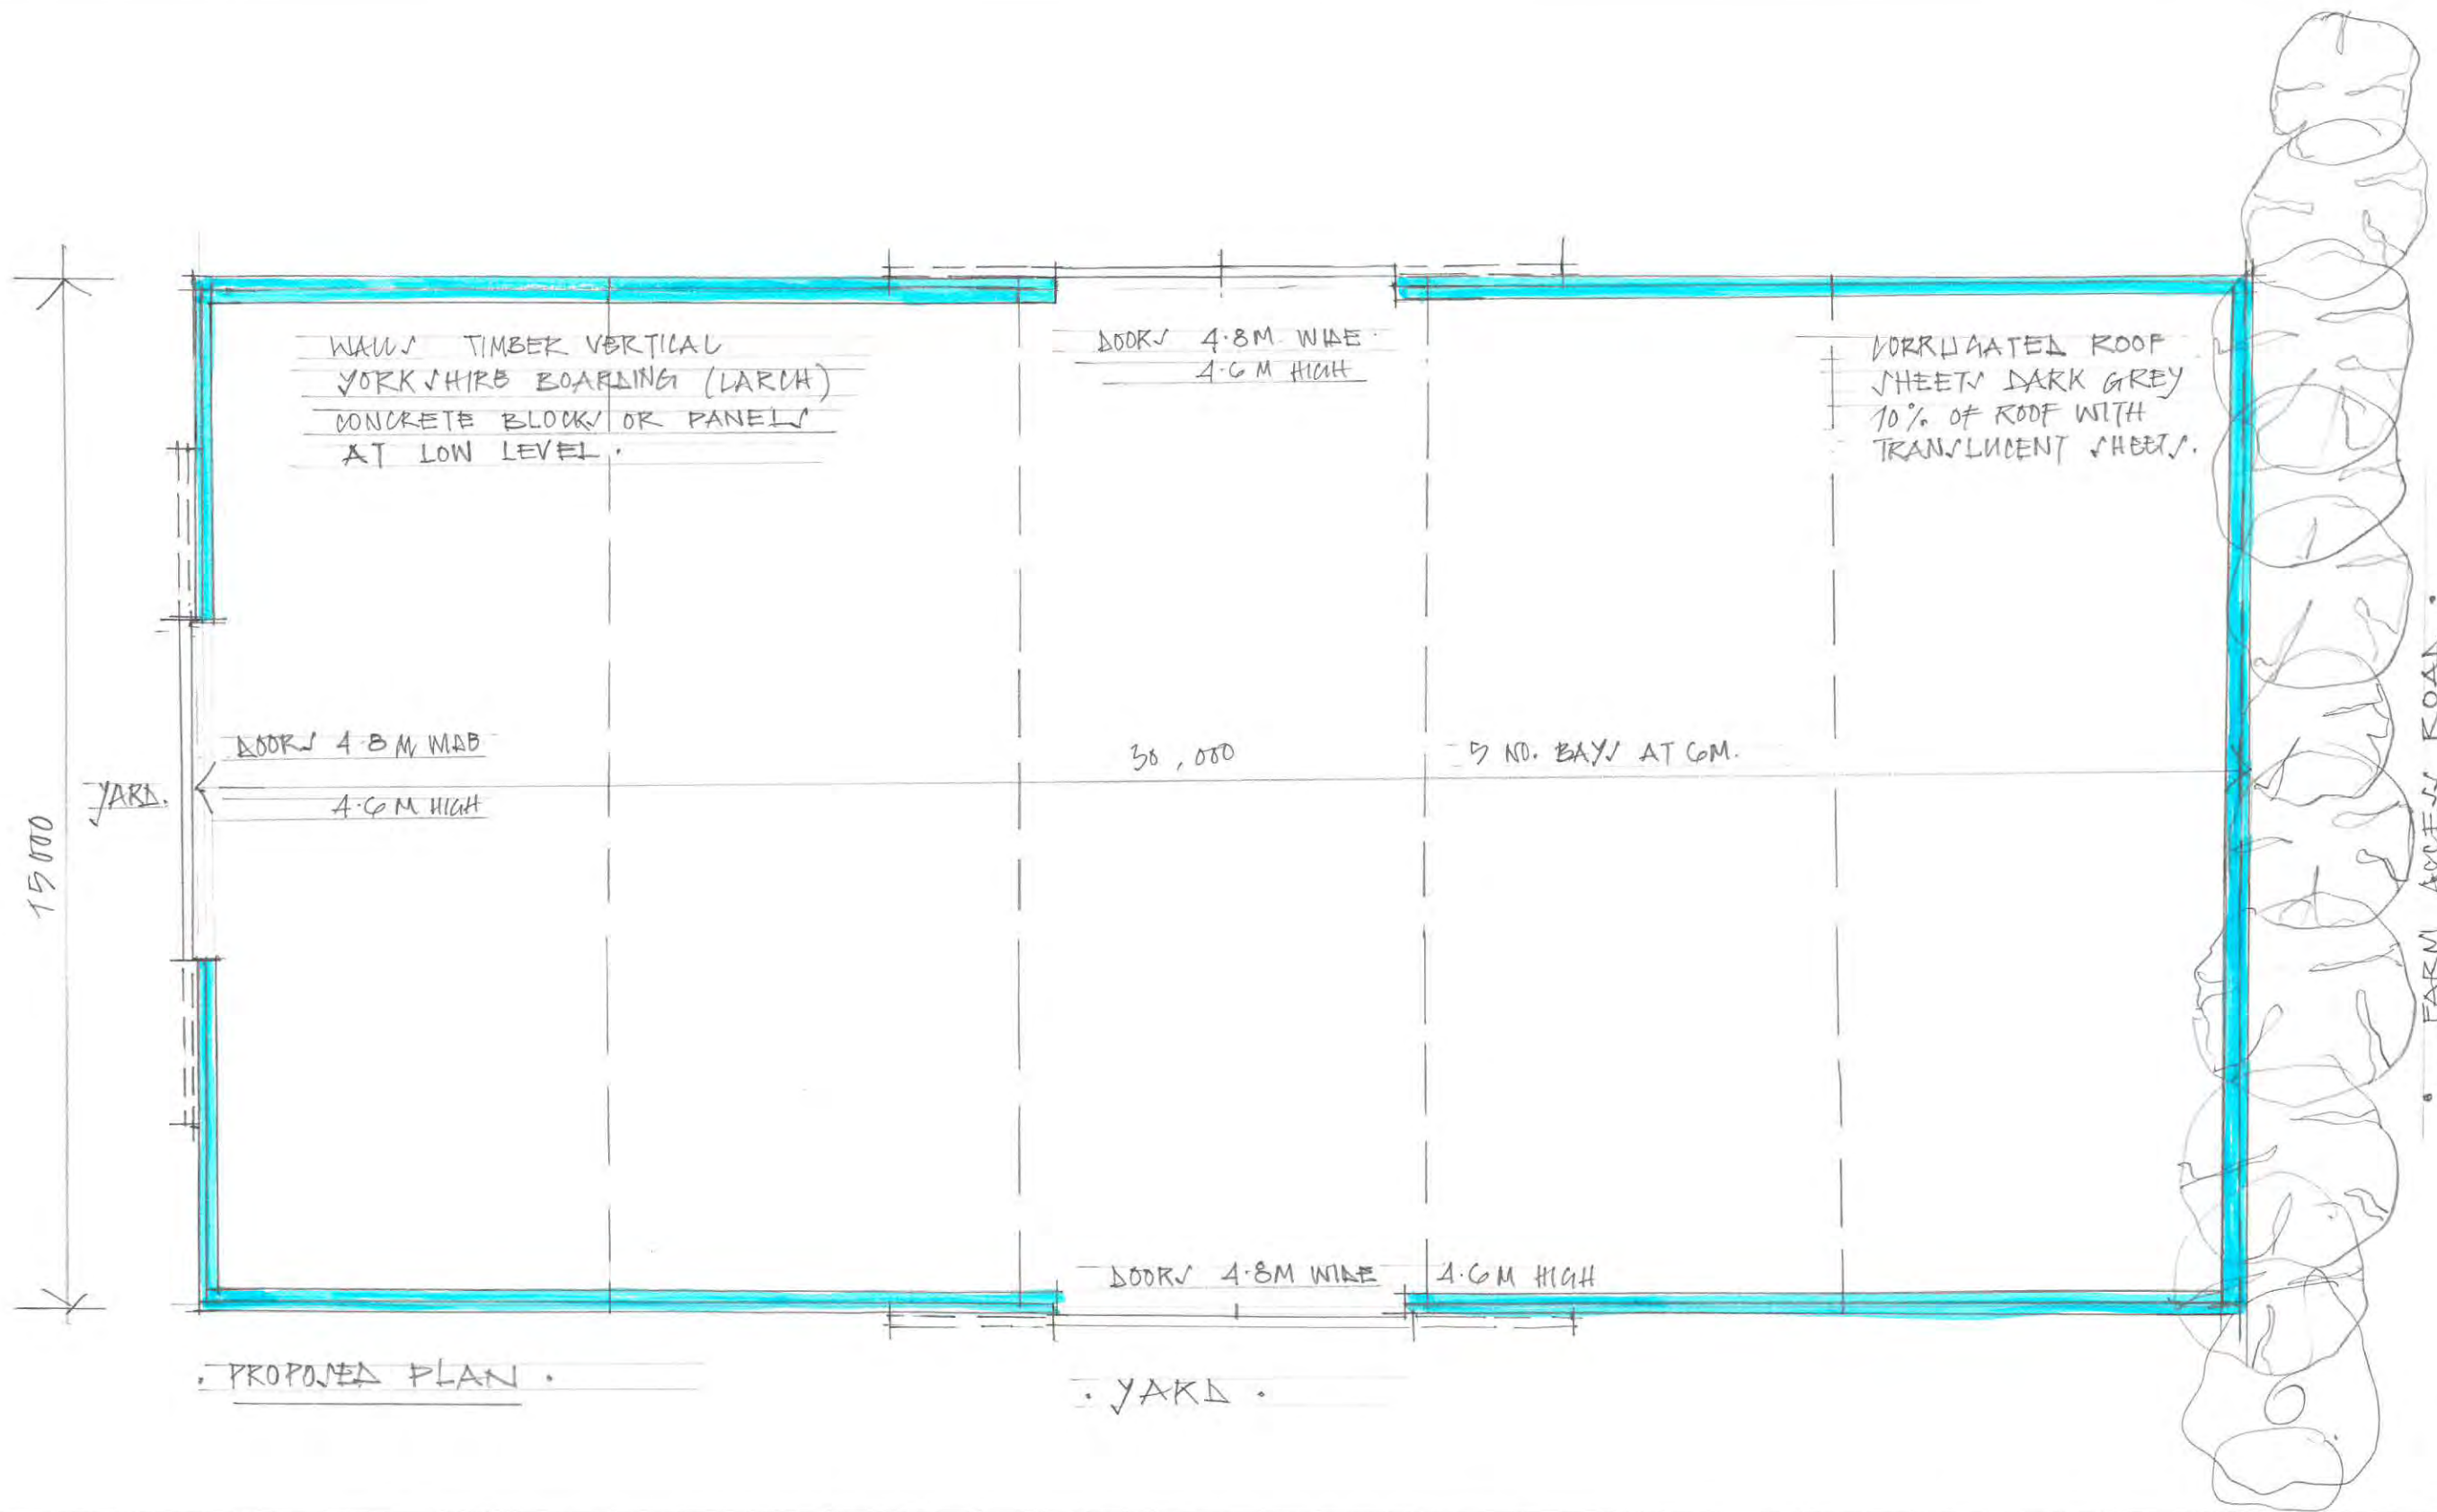 WALLS TIMBER VERTICAL
YORKSHIRE BOARDING (LARCH)
CONCRETE BLOCKS OR PANELS
AT LOW LEVEL.
DOORS 4.8M WIDE
4.6M HIGH
CORRUGATED ROOF
SHEETS DARK GREY
10% OF ROOF WITH
TRANSLUCENT SHEETS.
15000
YARD.
DOORS 4.8M WIDE
4.6M HIGH
30,000
5 NO. BAYS AT 6M.
FARM ACCESS ROAD
DOORS 4.8M WIDE 4.6M HIGH
. PROPOSED PLAN .
. YARD .